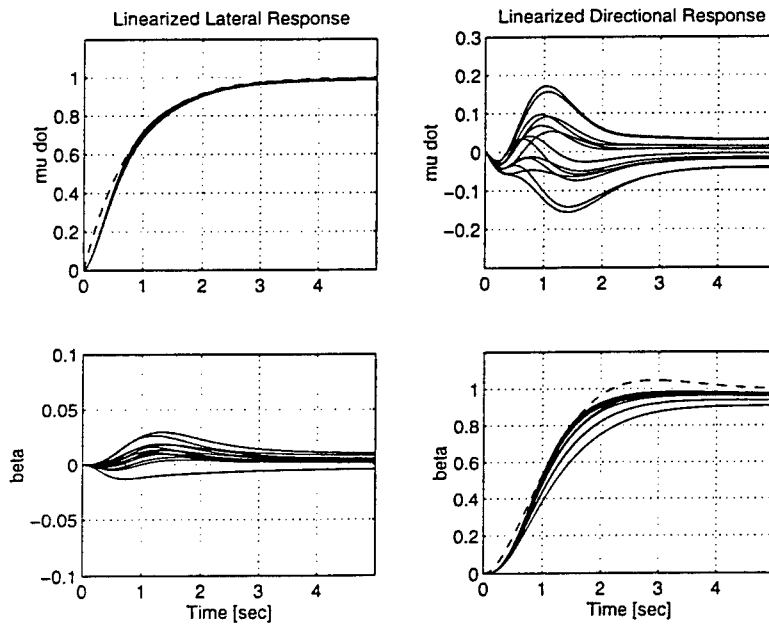 Linearized Lateral Response
1
0.8
0.6
0.4
0.2
0
mu dot
0 1 2 3 4
Linearized Directional Response
0.3
0.2
0.1
0
-0.1
-0.2
mu dot
0 1 2 3 4
0.1
0.05
0
-0.05
-0.1
beta
0 1 2 3 4
Time [sec]
1
0.8
0.6
0.4
0.2
0
beta
0 1 2 3 4
Time [sec]